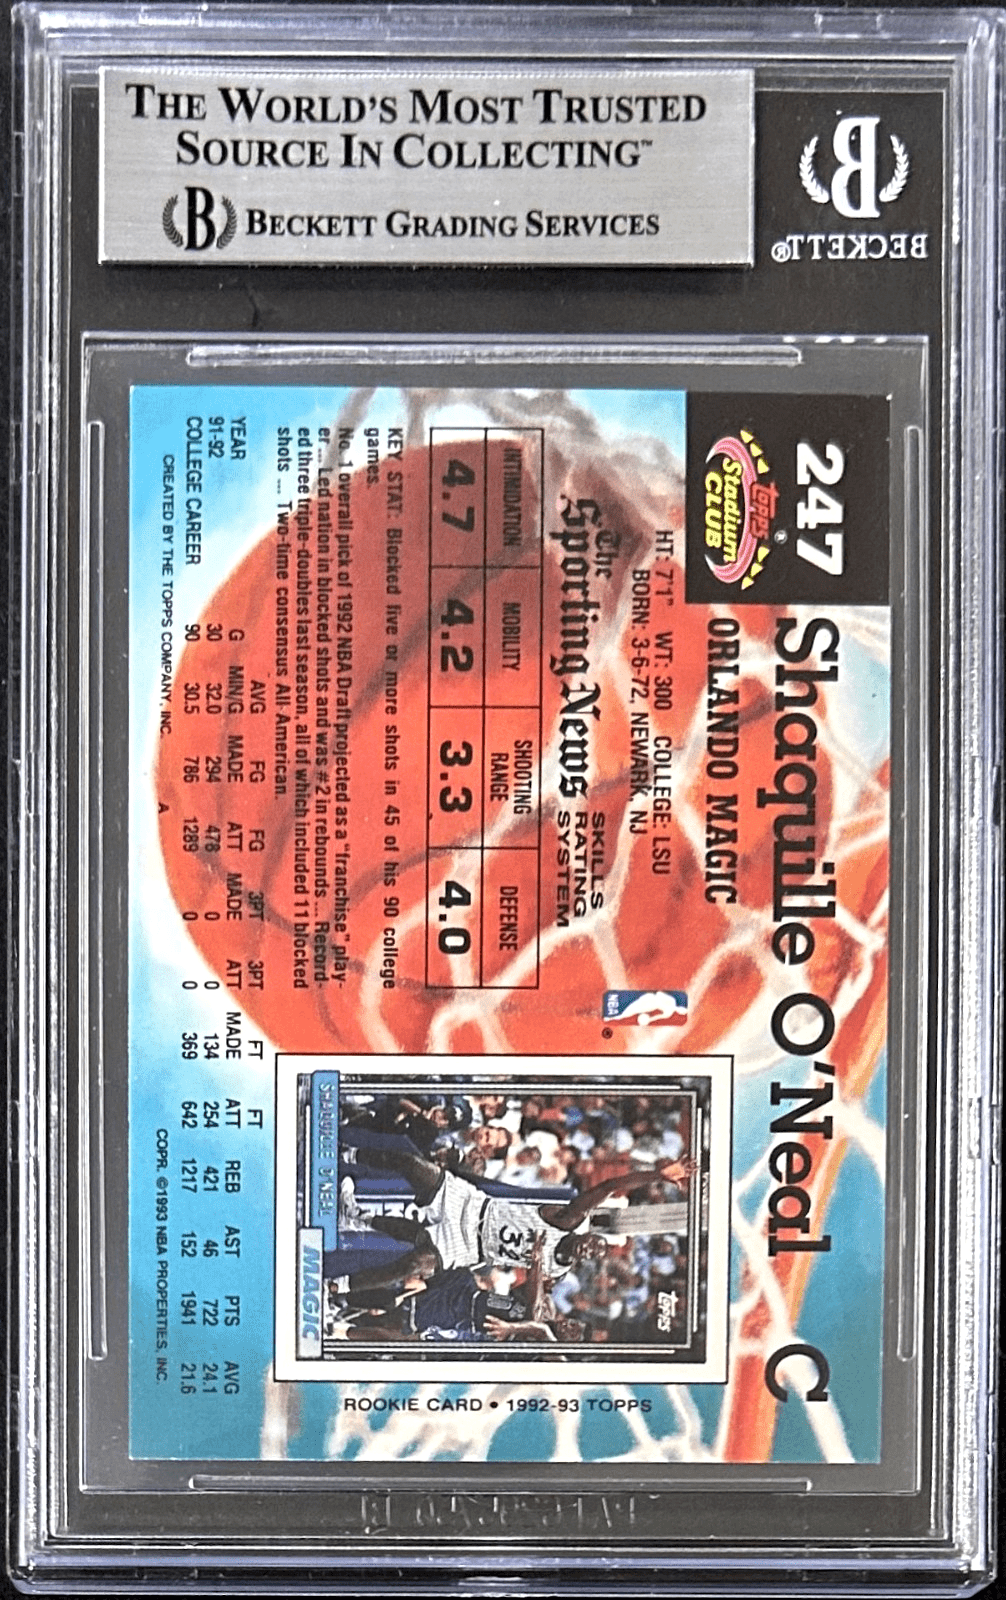 THE WORLD'S MOST TRUSTED
SOURCE IN COLLECTING™
B BECKETT GRADING SERVICES
B
BECKETT®
247
Shaquille O'Neal C
ORLANDO MAGIC
TOPPS®
Stadium
CLUB
HT: 7'1" WT: 300 COLLEGE: LSU
BORN: 3-6-72, NEWARK, NJ
NBA
®
The
Sporting News
SKILLS
RATING
SYSTEM
INTIMIDATION MOBILITY SHOOTING RANGE DEFENSE
4.7 4.2 3.3 4.0
KEY STAT: Blocked five or more shots in 45 of his 90 college
games.
No. 1 overall pick of 1992 NBA Draft projected as a "franchise" play-
er ... Led nation in blocked shots and was #2 in rebounds ... Record-
ed three triple-doubles last season, all of which included 11 blocked
shots ... Two-time consensus All-American.
AVG FG FG 3PT 3PT FT FT
YEAR G MIN/G MADE ATT MADE ATT MADE ATT REB AST PTS AVG
91-92 30 32.0 294 478 0 0 134 254 421 46 722 24.1
COLLEGE CAREER 90 30.5 786 1289 0 0 369 642 1217 152 1941 21.6
CREATED BY THE TOPPS COMPANY, INC. A COPR. ©1993 NBA PROPERTIES, INC.
TOPPS
32
SHAQUILLE O'NEAL
MAGIC
ROOKIE CARD • 1992-93 TOPPS